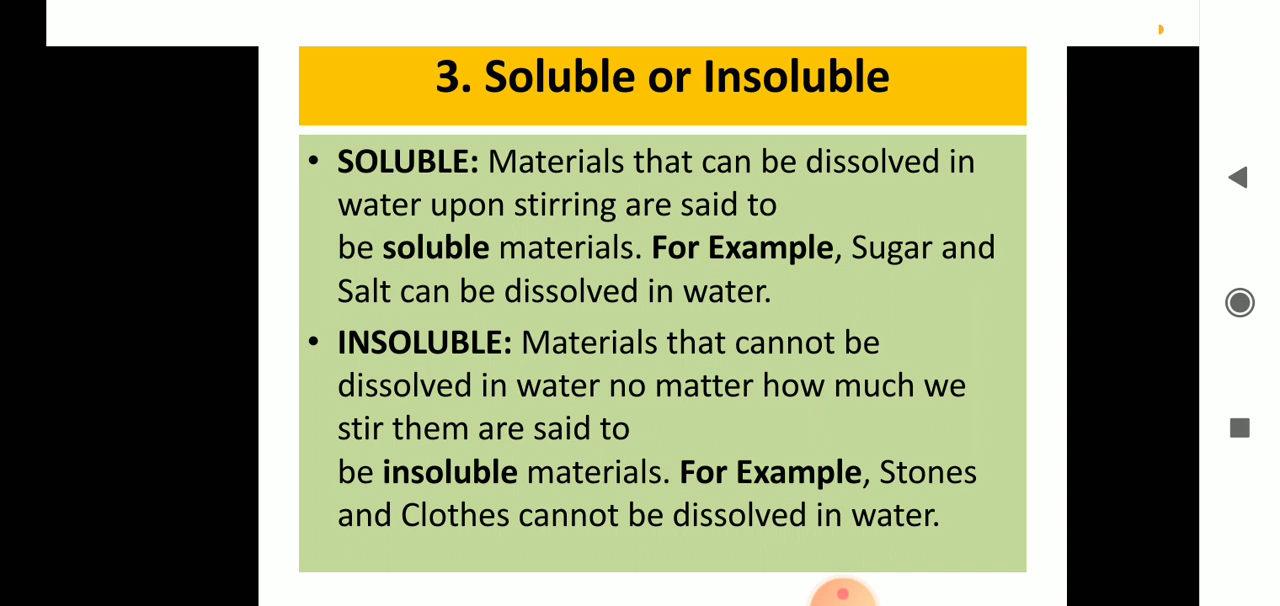 3. Soluble or Insoluble
• SOLUBLE: Materials that can be dissolved in
water upon stirring are said to
be soluble materials. For Example, Sugar and
Salt can be dissolved in water.
• INSOLUBLE: Materials that cannot be
dissolved in water no matter how much we
stir them are said to
be insoluble materials. For Example, Stones
and Clothes cannot be dissolved in water.